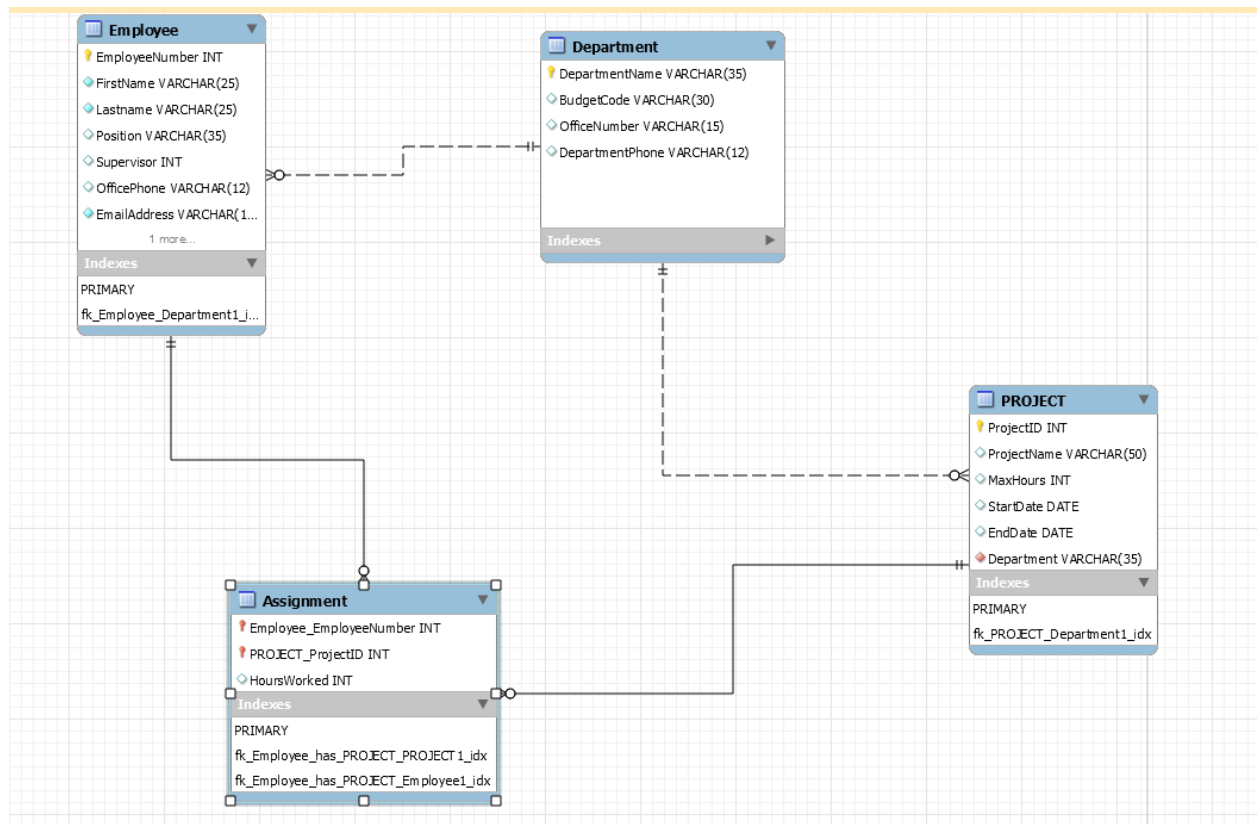 Employee
EmployeeNumber INT
FirstName VARCHAR(25)
Lastname VARCHAR(25)
Position VARCHAR(35)
Supervisor INT
OfficePhone VARCHAR(12)
EmailAddress VARCHAR(1...
1 more...
Indexes
PRIMARY
fk_Employee_Department1_i...
Department
DepartmentName VARCHAR(35)
BudgetCode VARCHAR(30)
OfficeNumber VARCHAR(15)
DepartmentPhone VARCHAR(12)
Indexes
PROJECT
ProjectID INT
ProjectName VARCHAR(50)
MaxHours INT
StartDate DATE
EndDate DATE
Department VARCHAR(35)
Indexes
PRIMARY
fk_PROJECT_Department1_idx
Assignment
Employee_EmployeeNumber INT
PROJECT_ProjectID INT
HoursWorked INT
Indexes
PRIMARY
fk_Employee_has_PROJECT_PROJECT1_idx
fk_Employee_has_PROJECT_Employee1_idx